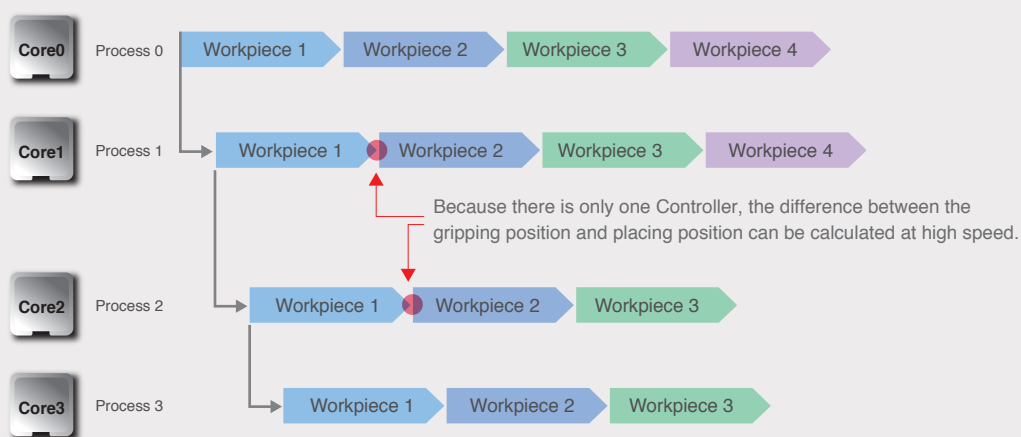 Core0 Process 0 Workpiece 1 Workpiece 2 Workpiece 3 Workpiece 4
Core1 Process 1 Workpiece 1 Workpiece 2 Workpiece 3 Workpiece 4
Because there is only one Controller, the difference between the
gripping position and placing position can be calculated at high speed.
Core2 Process 2 Workpiece 1 Workpiece 2 Workpiece 3
Core3 Process 3 Workpiece 1 Workpiece 2 Workpiece 3